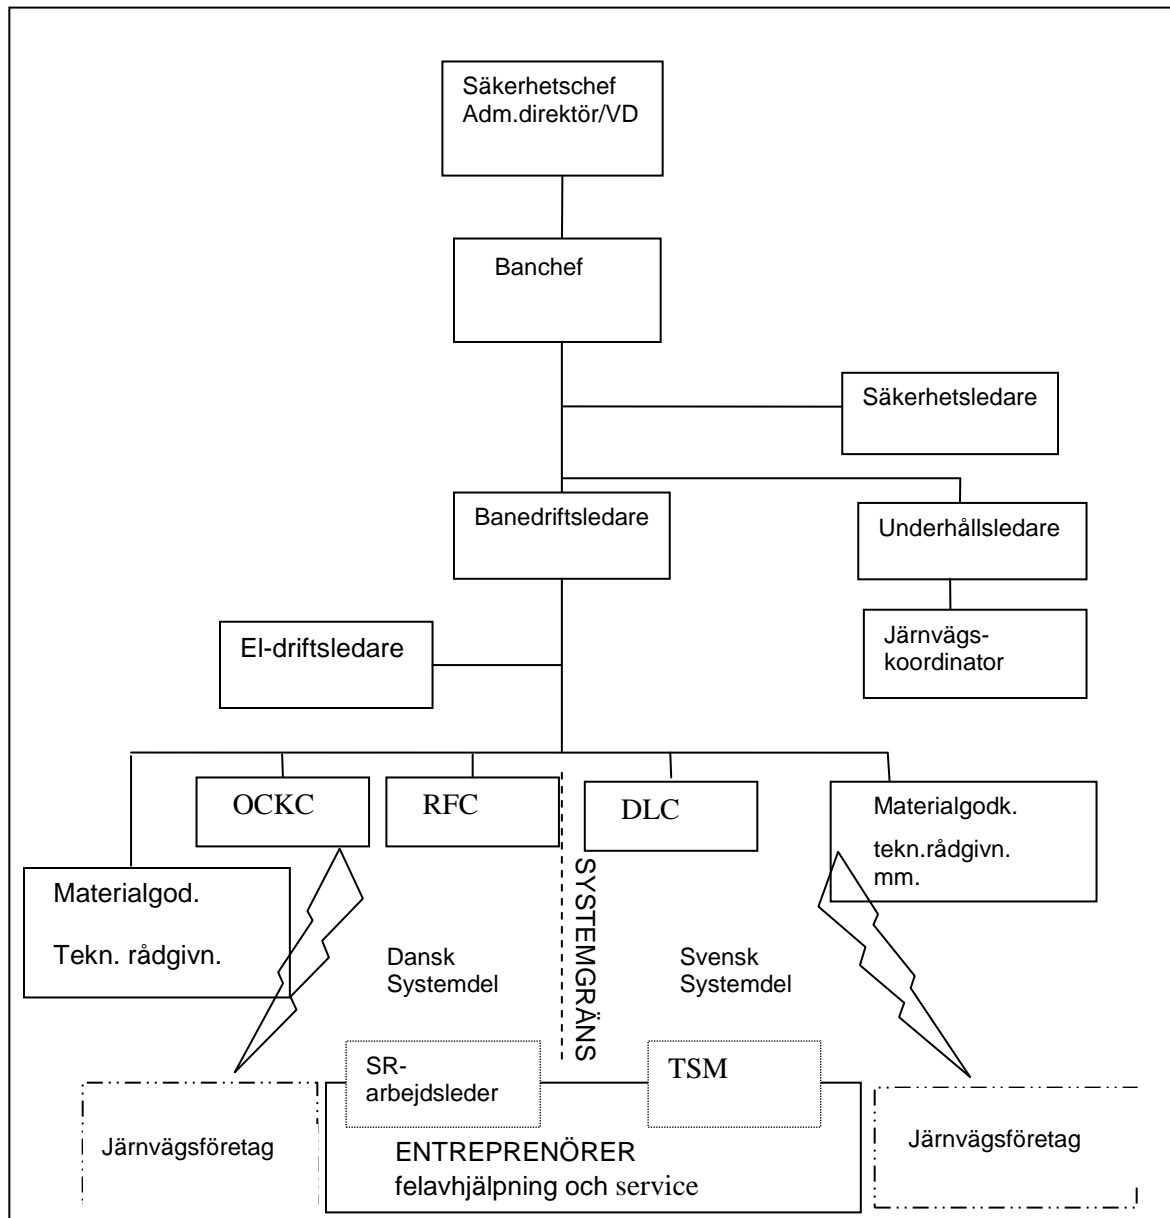 Säkerhetschef
Adm.direktör/VD
Banchef
Säkerhetsledare
Banedriftsledare
Underhållsledare
El-driftsledare
Järnvägs-
koordinator
OCKC
RFC
DLC
Materialgodk.
tekn.rådgivn.
mm.
Materialgod.
Tekn. rådgivn.
Dansk
Systemdel
SYSTEMGRÄNS
Svensk
Systemdel
SR-
arbejdsleder
TSM
Järnvägsföretag
ENTREPRENÖRER
felavhjälpning och service
Järnvägsföretag